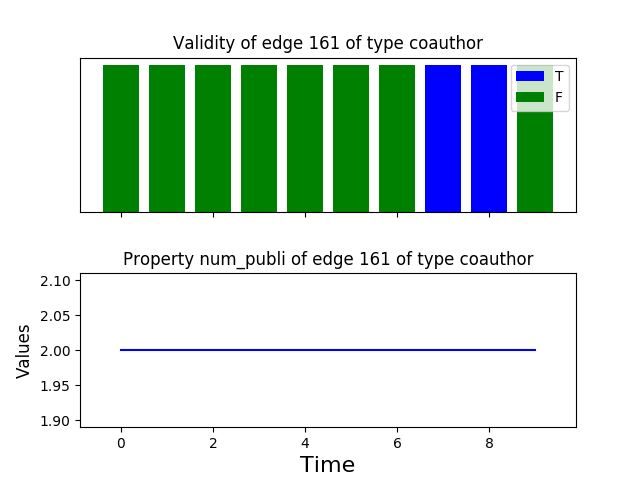 Validity of edge 161 of type coauthor
T
F
Property num_publi of edge 161 of type coauthor
2.10
2.05
2.00
1.95
1.90
Values
0 2 4 6 8
Time